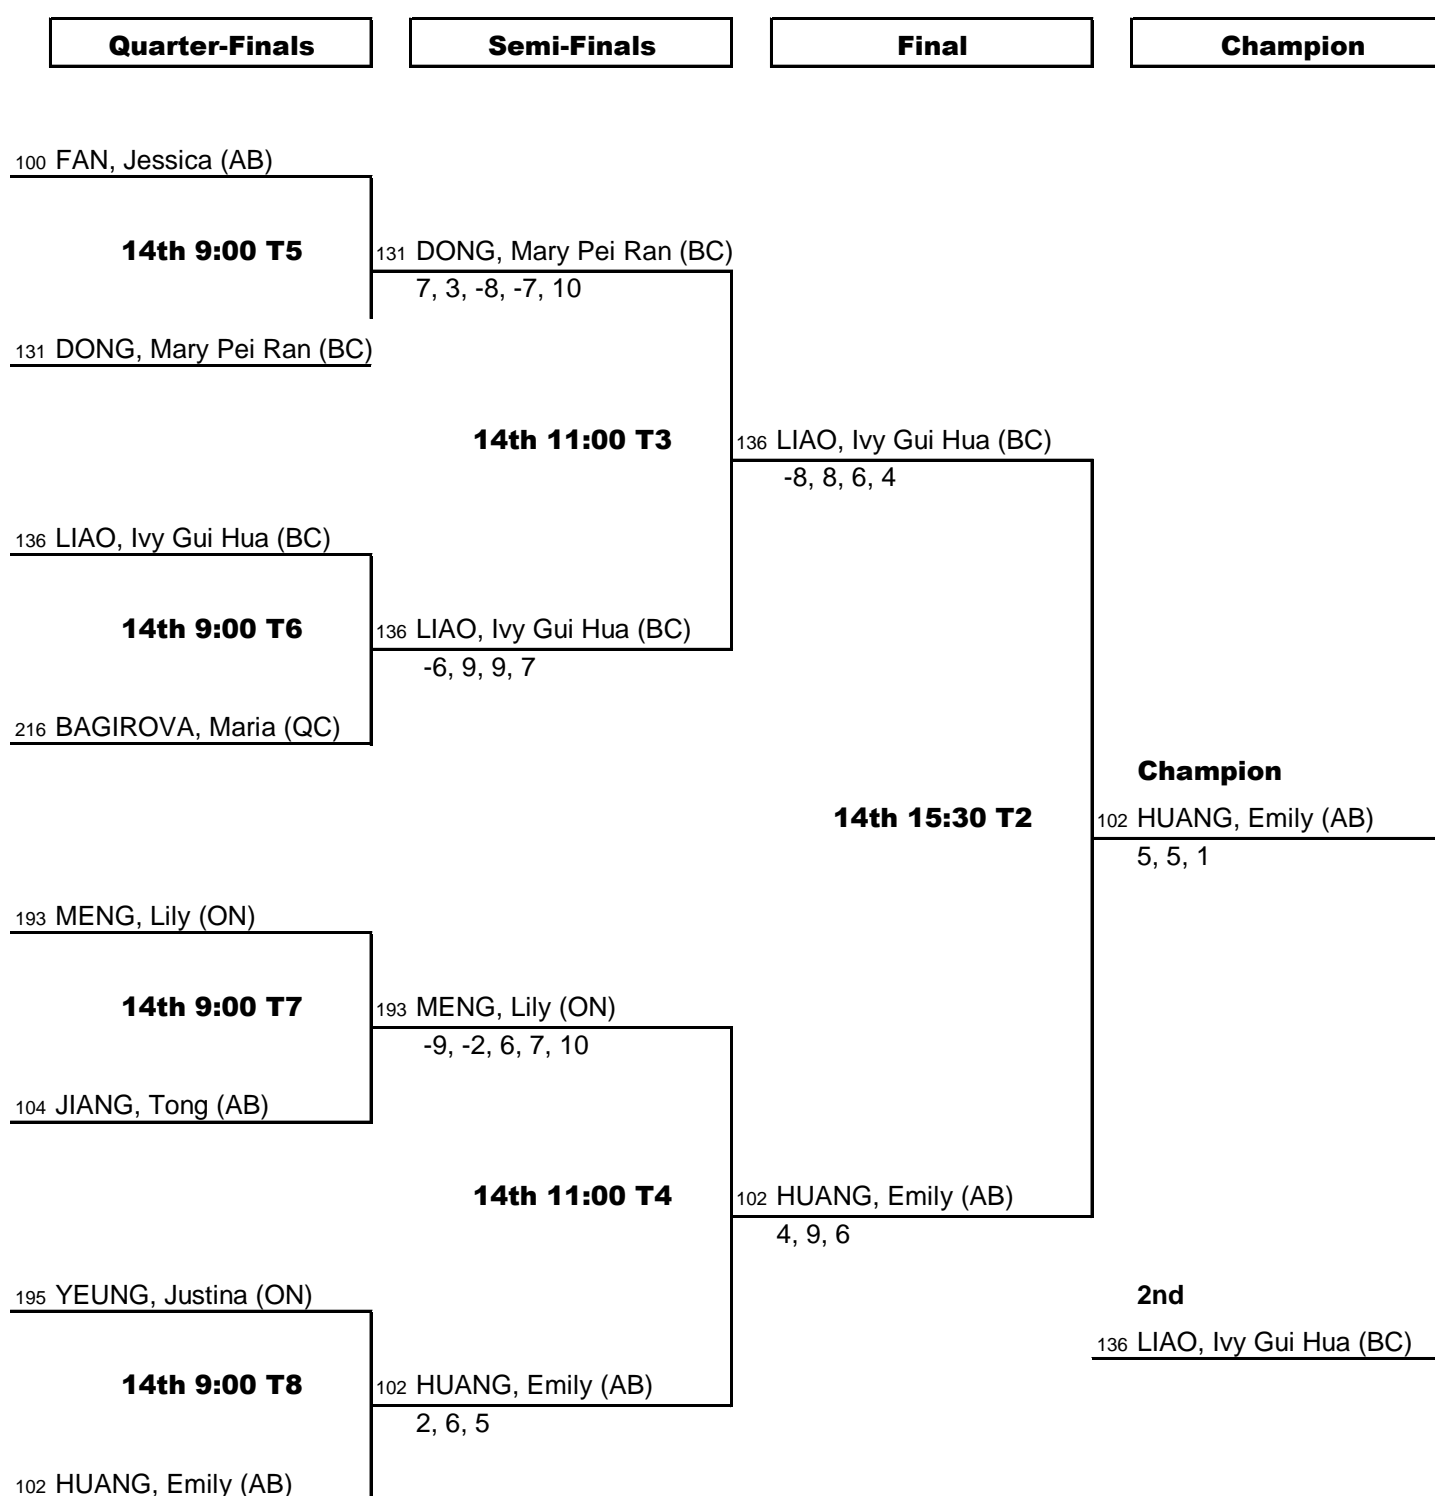 Quarter-Finals Semi-Finals Final Champion
100 FAN, Jessica (AB)
14th 9:00 T5 131 DONG, Mary Pei Ran (BC)
7, 3, -8, -7, 10
131 DONG, Mary Pei Ran (BC)
14th 11:00 T3 136 LIAO, Ivy Gui Hua (BC)
-8, 8, 6, 4
136 LIAO, Ivy Gui Hua (BC)
14th 9:00 T6 136 LIAO, Ivy Gui Hua (BC)
-6, 9, 9, 7
216 BAGIROVA, Maria (QC)
Champion
14th 15:30 T2 102 HUANG, Emily (AB)
5, 5, 1
193 MENG, Lily (ON)
14th 9:00 T7 193 MENG, Lily (ON)
-9, -2, 6, 7, 10
104 JIANG, Tong (AB)
14th 11:00 T4 102 HUANG, Emily (AB)
4, 9, 6
195 YEUNG, Justina (ON) 2nd
136 LIAO, Ivy Gui Hua (BC)
14th 9:00 T8 102 HUANG, Emily (AB)
2, 6, 5
102 HUANG, Emily (AB)